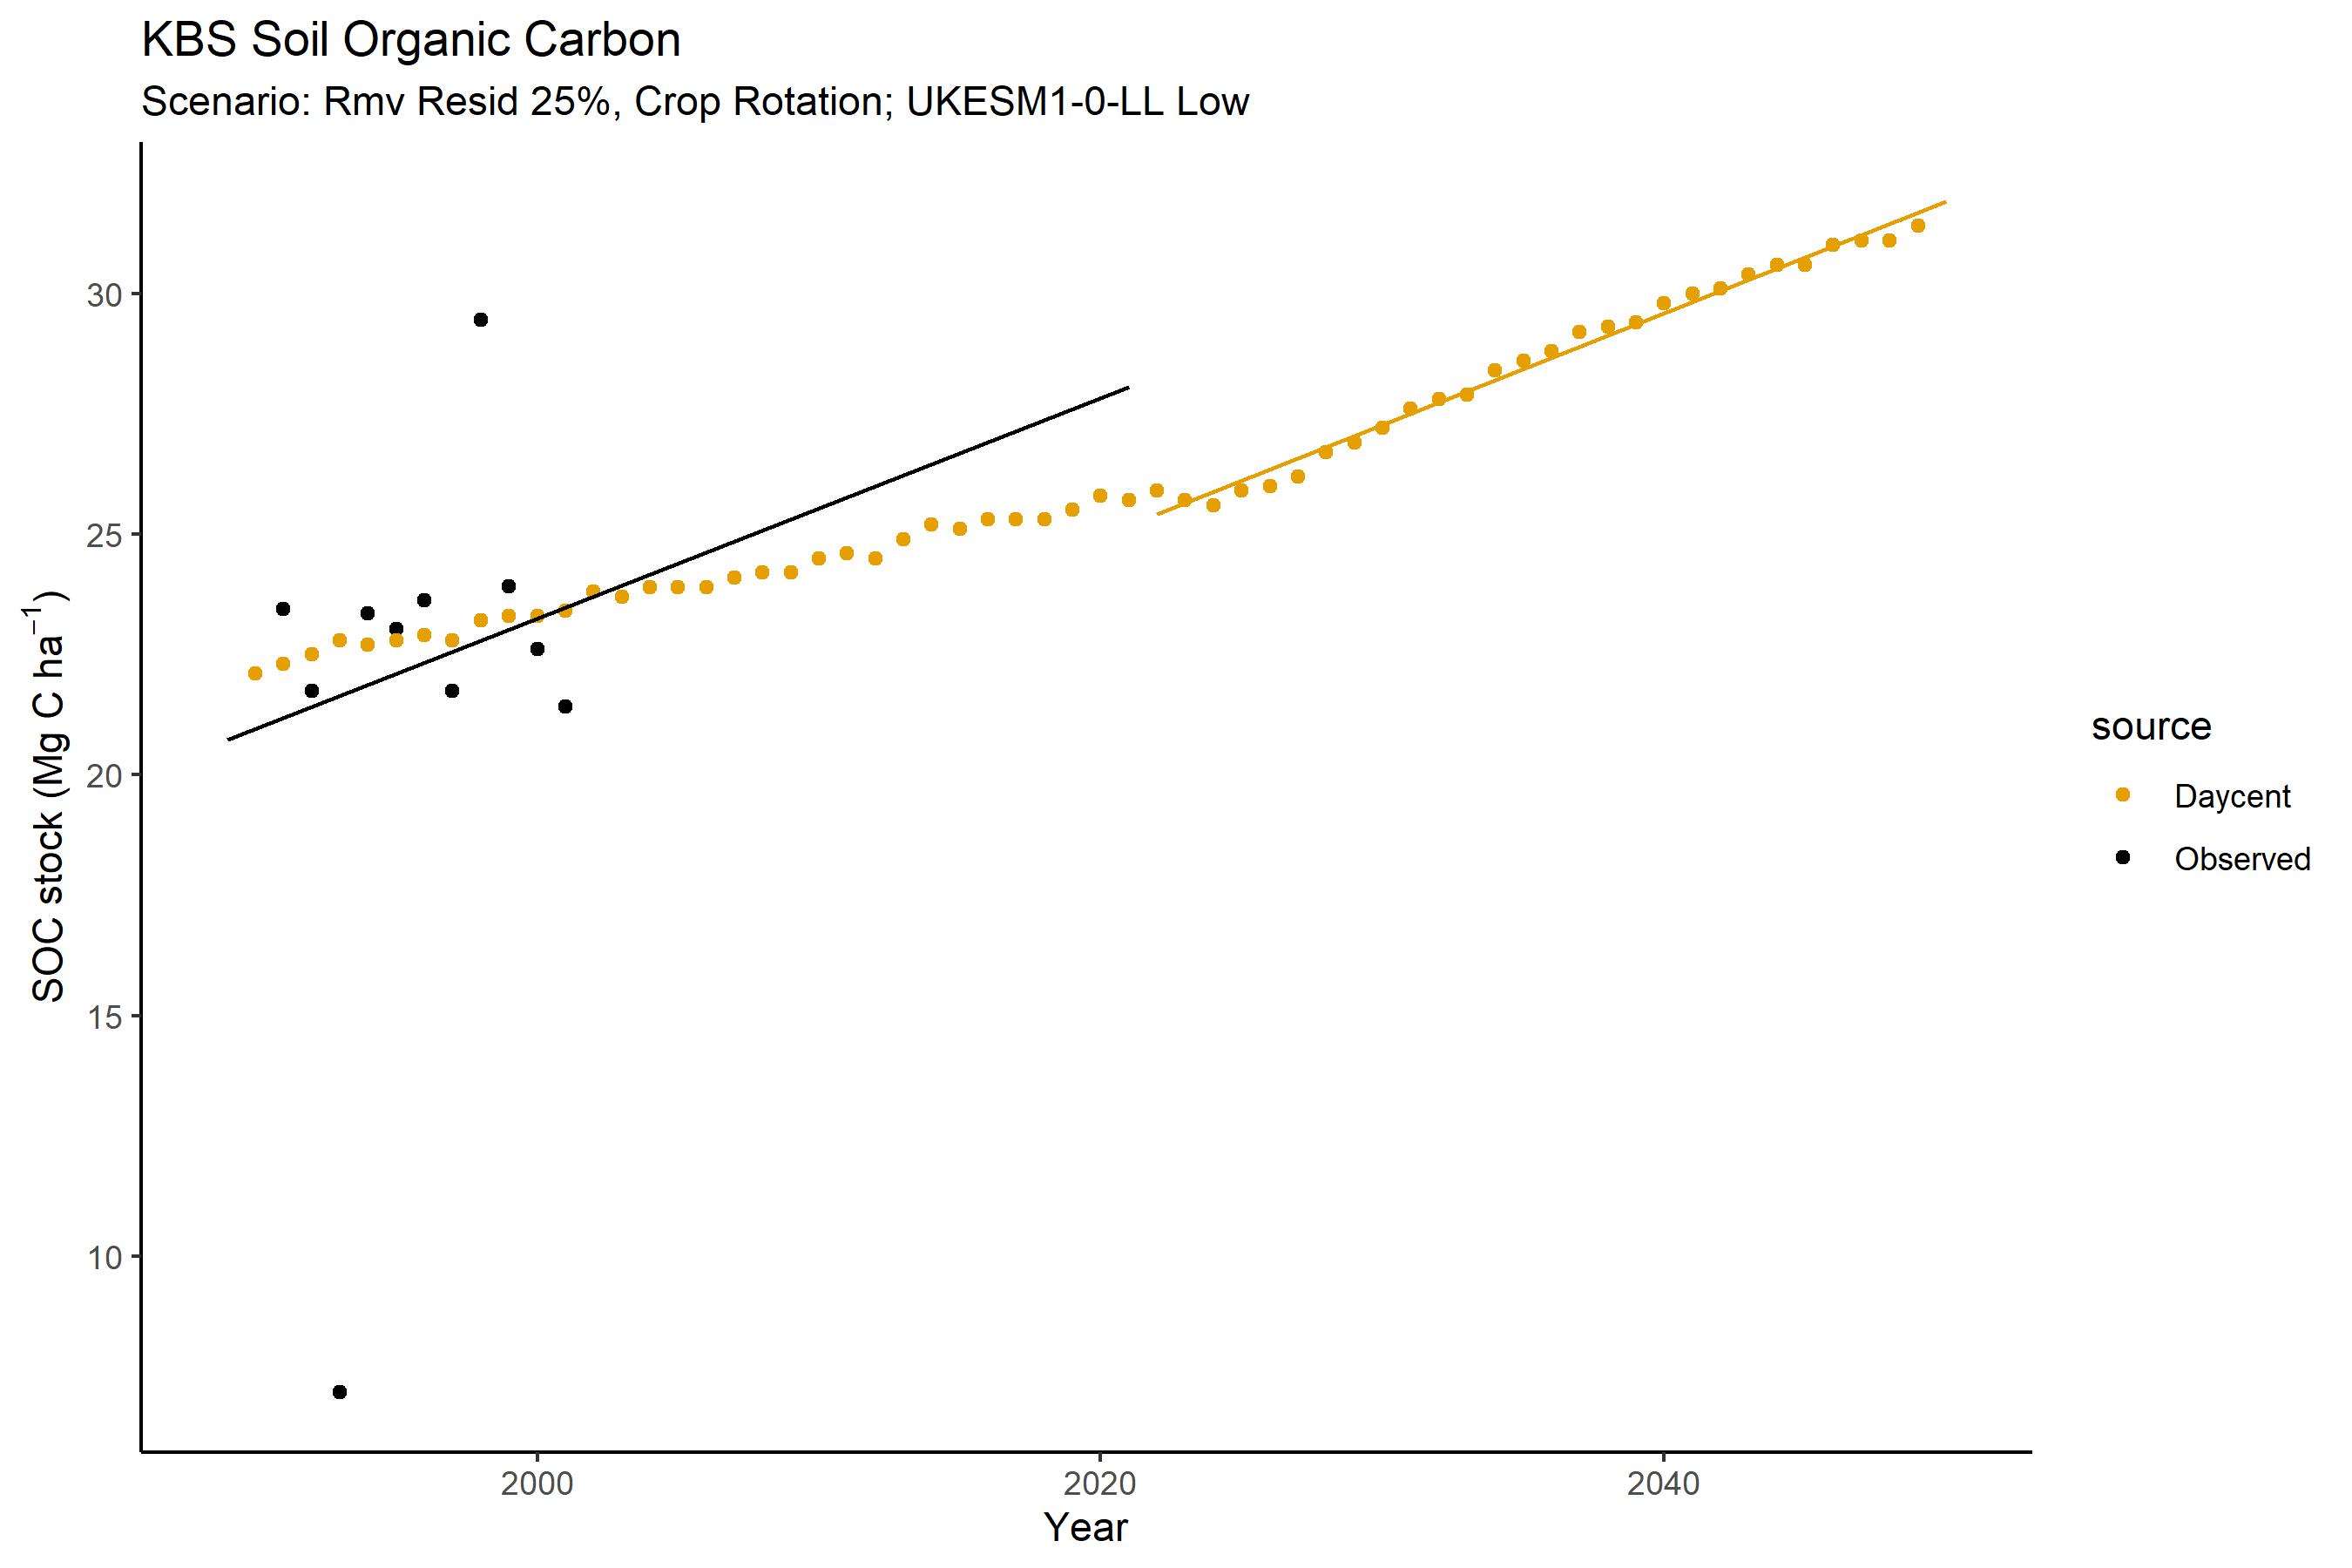 KBS Soil Organic Carbon
Scenario: Rmv Resid 25%, Crop Rotation; UKESM1-0-LL Low
SOC stock (Mg C ha⁻¹)
30
25
20
15
10
2000
2020
2040
Year
source
Daycent
Observed